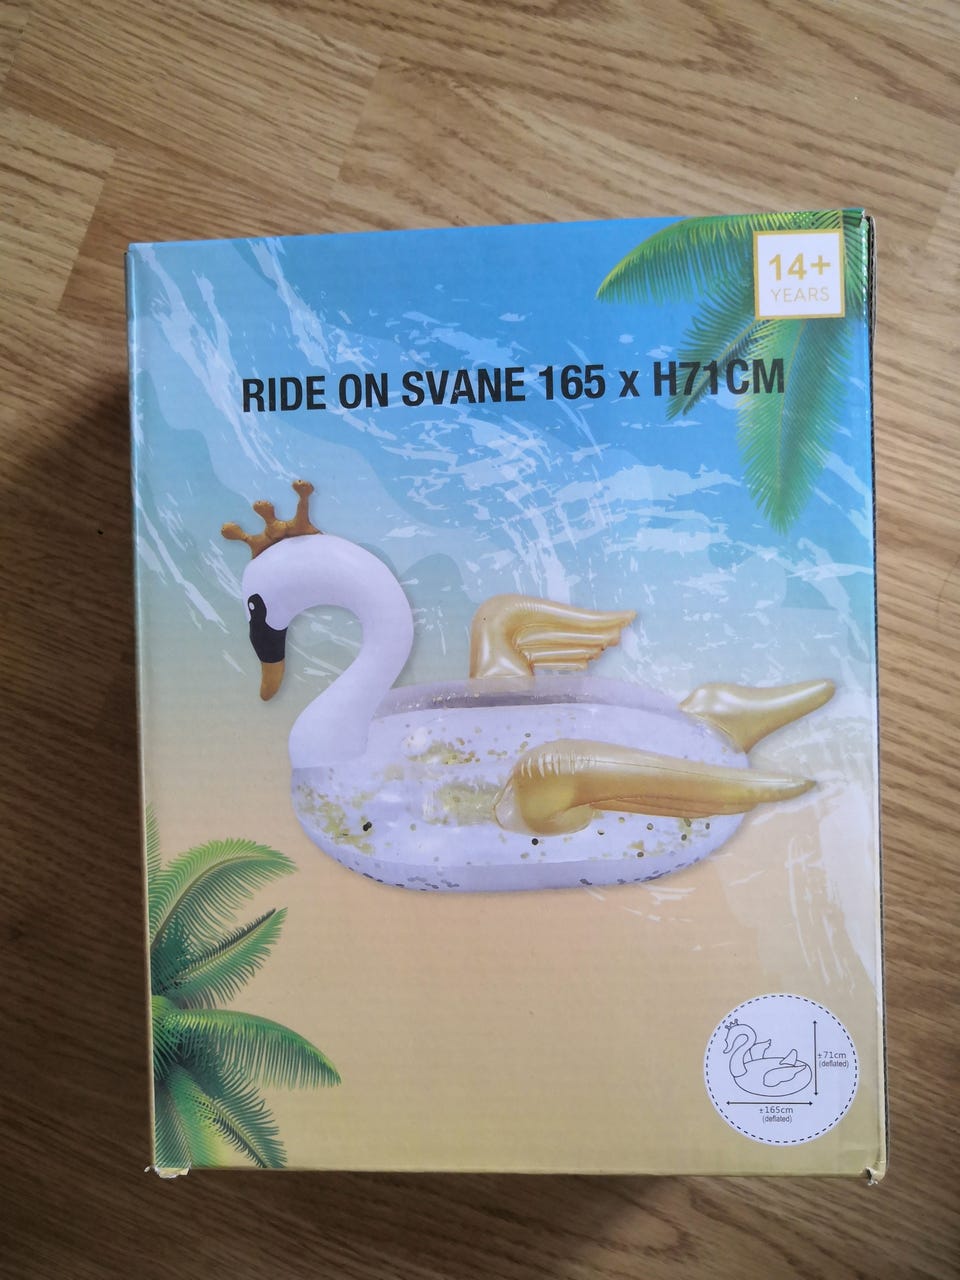 14+
YEARS
RIDE ON SVANE 165 x H71CM
±71cm
(deflated)
±165cm
(deflated)